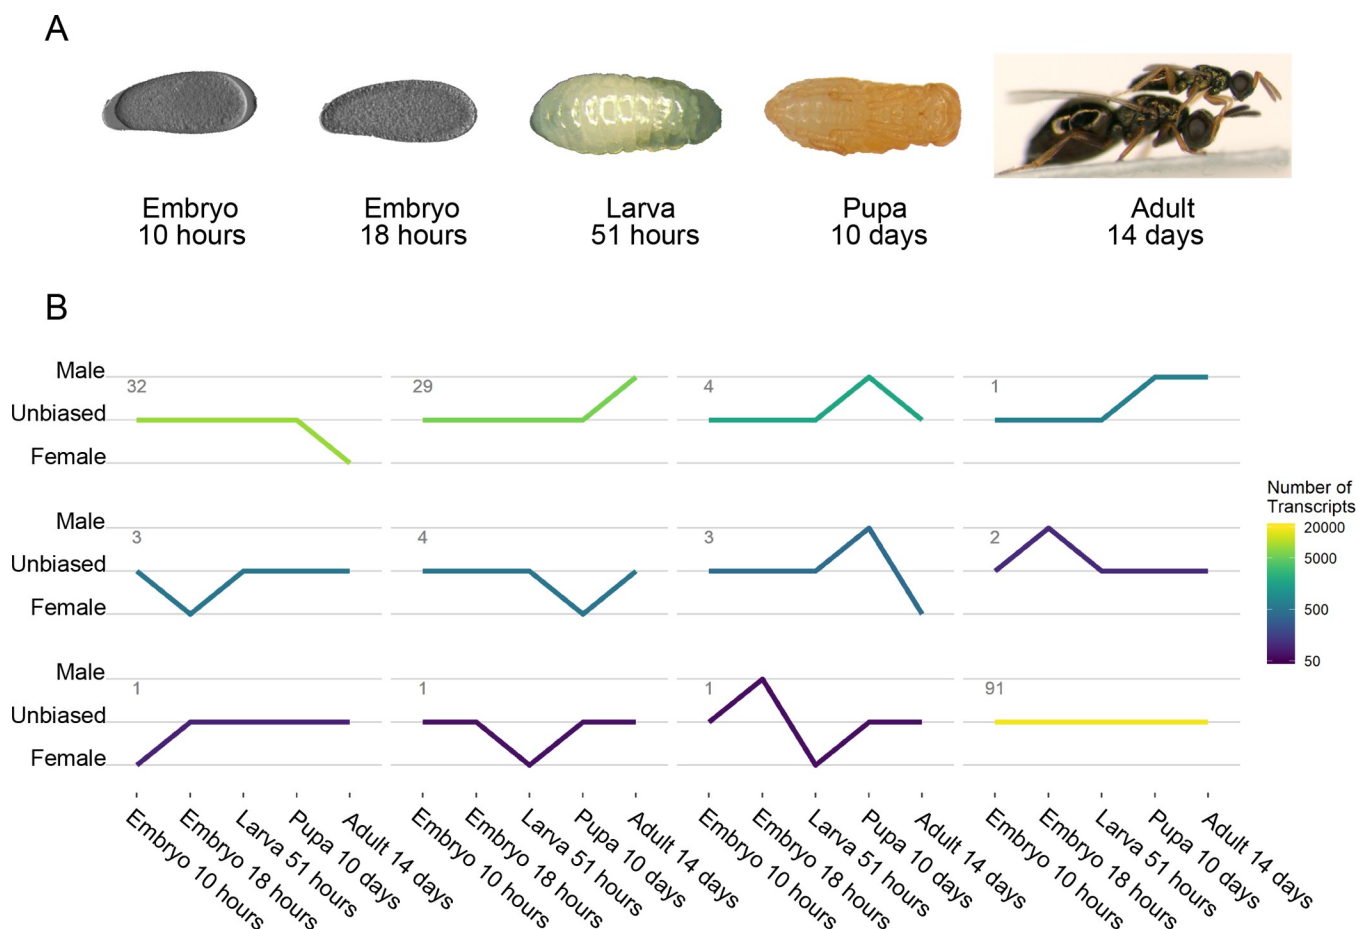 A
Embryo
10 hours
Embryo
18 hours
Larva
51 hours
Pupa
10 days
Adult
14 days
B
Male
Unbiased
Female
32
29
4
1
Male
Unbiased
Female
3
4
3
2
Male
Unbiased
Female
1
1
1
91
Number of
Transcripts
20000
5000
500
50
Embryo 10 hours
Embryo 18 hours
Larva 51 hours
Pupa 10 days
Adult 14 days
Embryo 10 hours
Embryo 18 hours
Larva 51 hours
Pupa 10 days
Adult 14 days
Embryo 10 hours
Embryo 18 hours
Larva 51 hours
Pupa 10 days
Adult 14 days
Embryo 10 hours
Embryo 18 hours
Larva 51 hours
Pupa 10 days
Adult 14 days